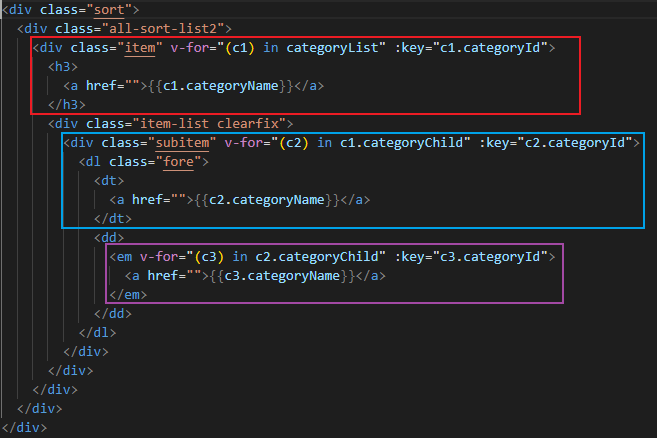 <div class="sort">
<div class="all-sort-list2">
<div class="item" v-for="(c1) in categoryList" :key="c1.categoryId">
<h3>
<a href="">{{c1.categoryName}}</a>
</h3>
<div class="item-list clearfix">
<div class="subitem" v-for="(c2) in c1.categoryChild" :key="c2.categoryId">
<dl class="fore">
<dt>
<a href="">{{c2.categoryName}}</a>
</dt>
<dd>
<em v-for="(c3) in c2.categoryChild" :key="c3.categoryId">
<a href="">{{c3.categoryName}}</a>
</em>
</dd>
</dl>
</div>
</div>
</div>
</div>
</div>